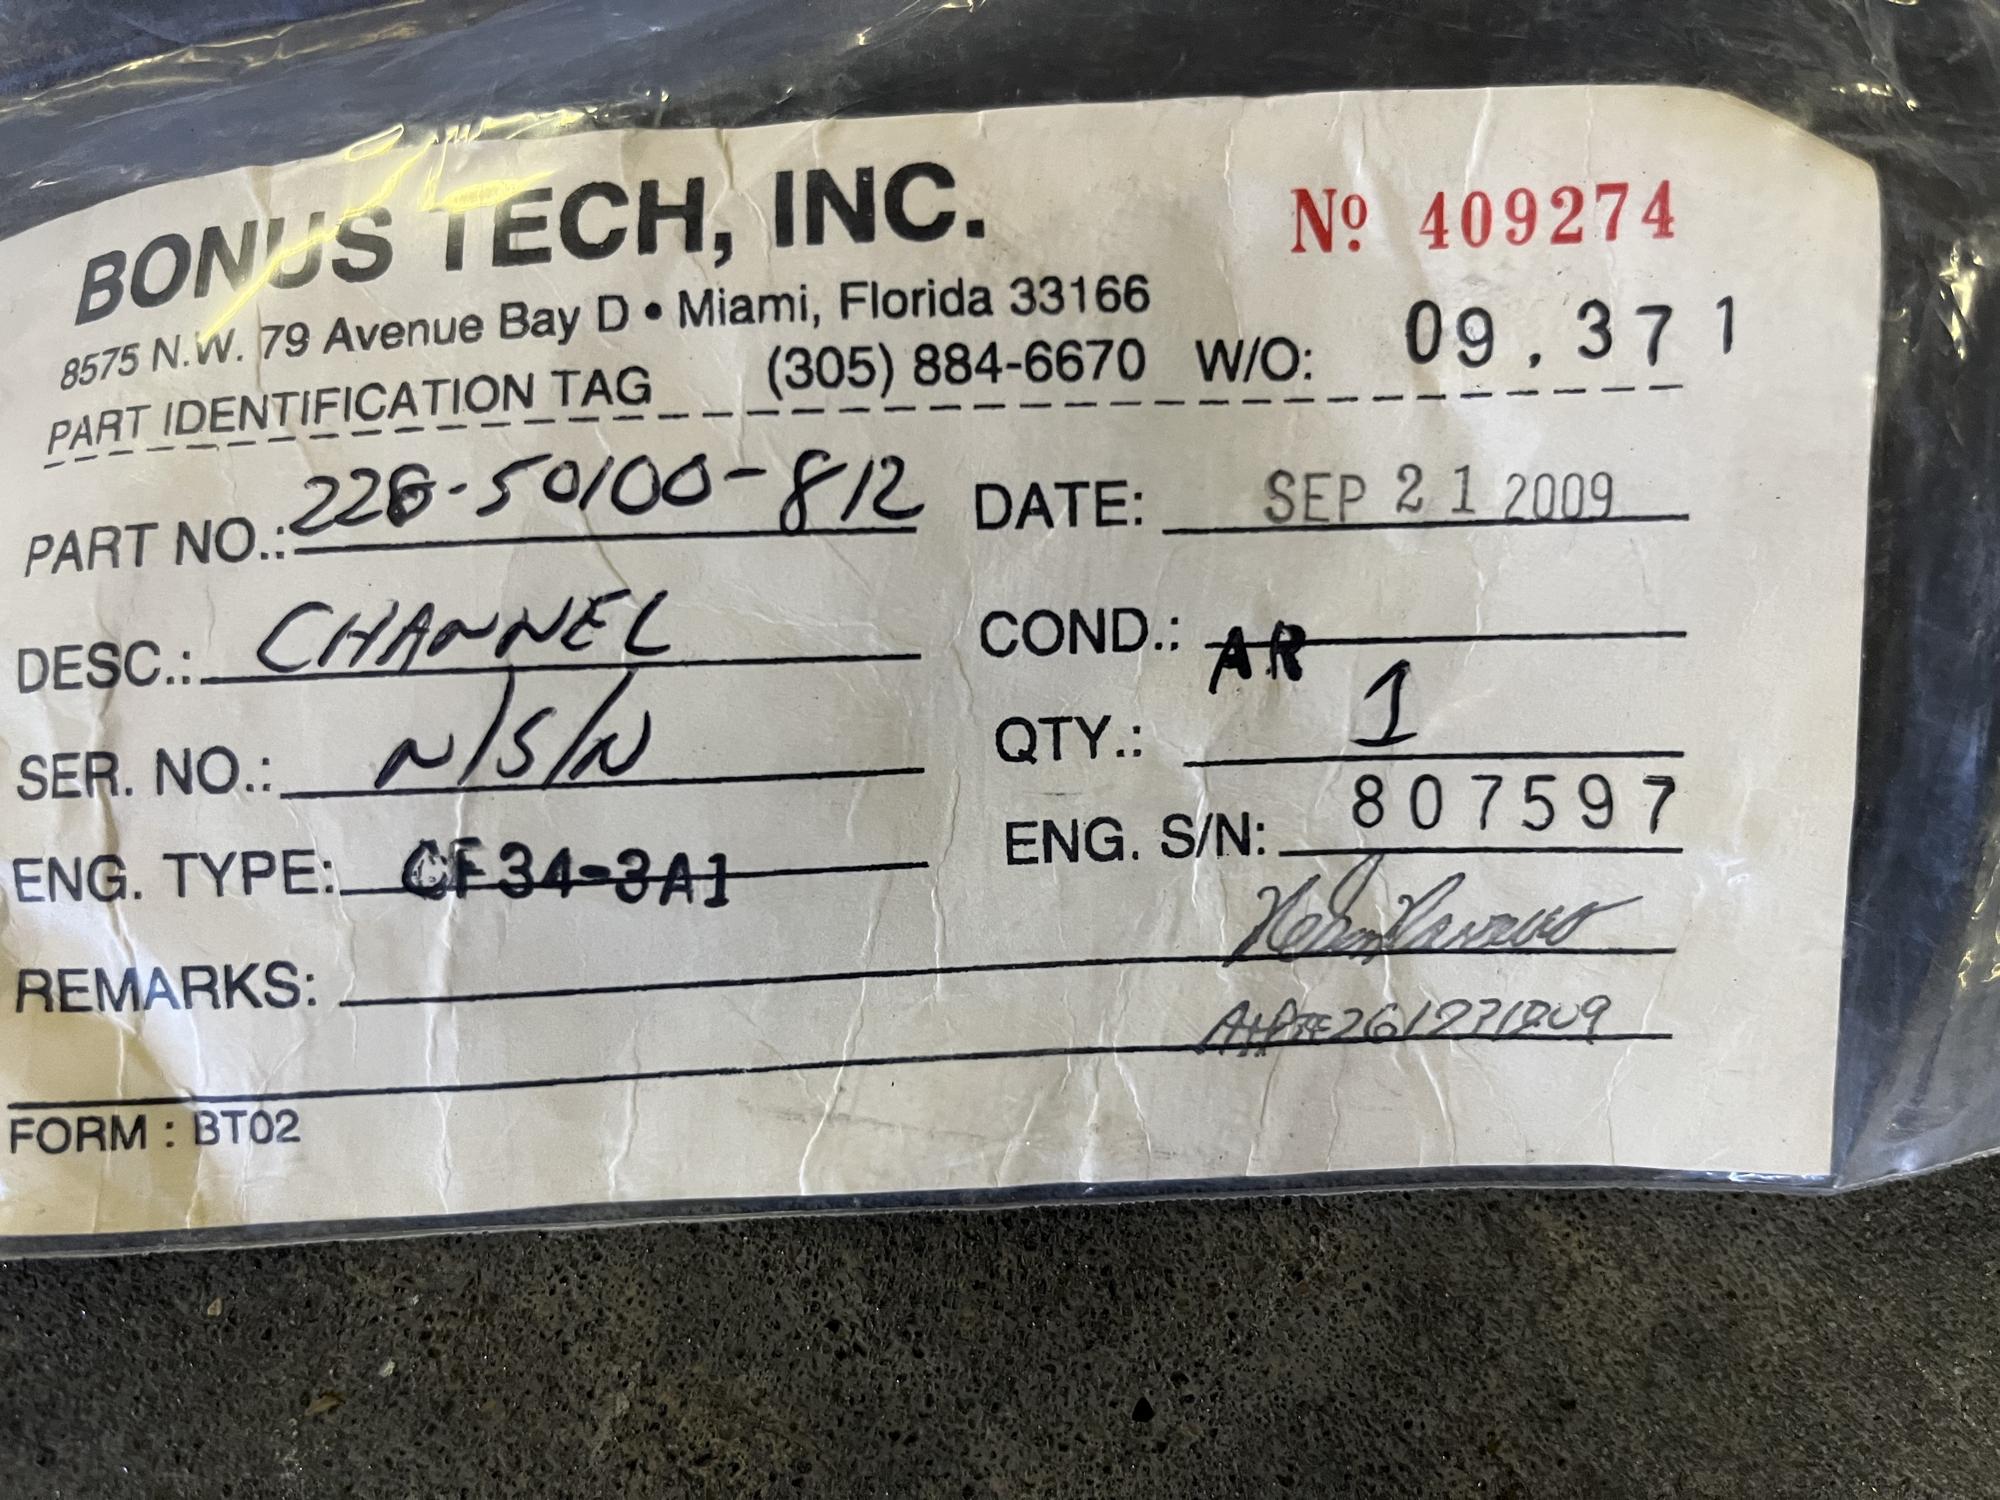 BONUS TECH, INC.
Nº 409274
8575 N.W. 79 Avenue Bay D • Miami, Florida 33166
PART IDENTIFICATION TAG (305) 884-6670 W/O: 09.371
PART NO.: 228-50100-812 DATE: SEP 21 2009
DESC.: CHANNEL COND.: AR
SER. NO.: N/S/N QTY.: 1
ENG. TYPE: CF34-3A1 ENG. S/N: 807597
REMARKS:
FORM : BT02